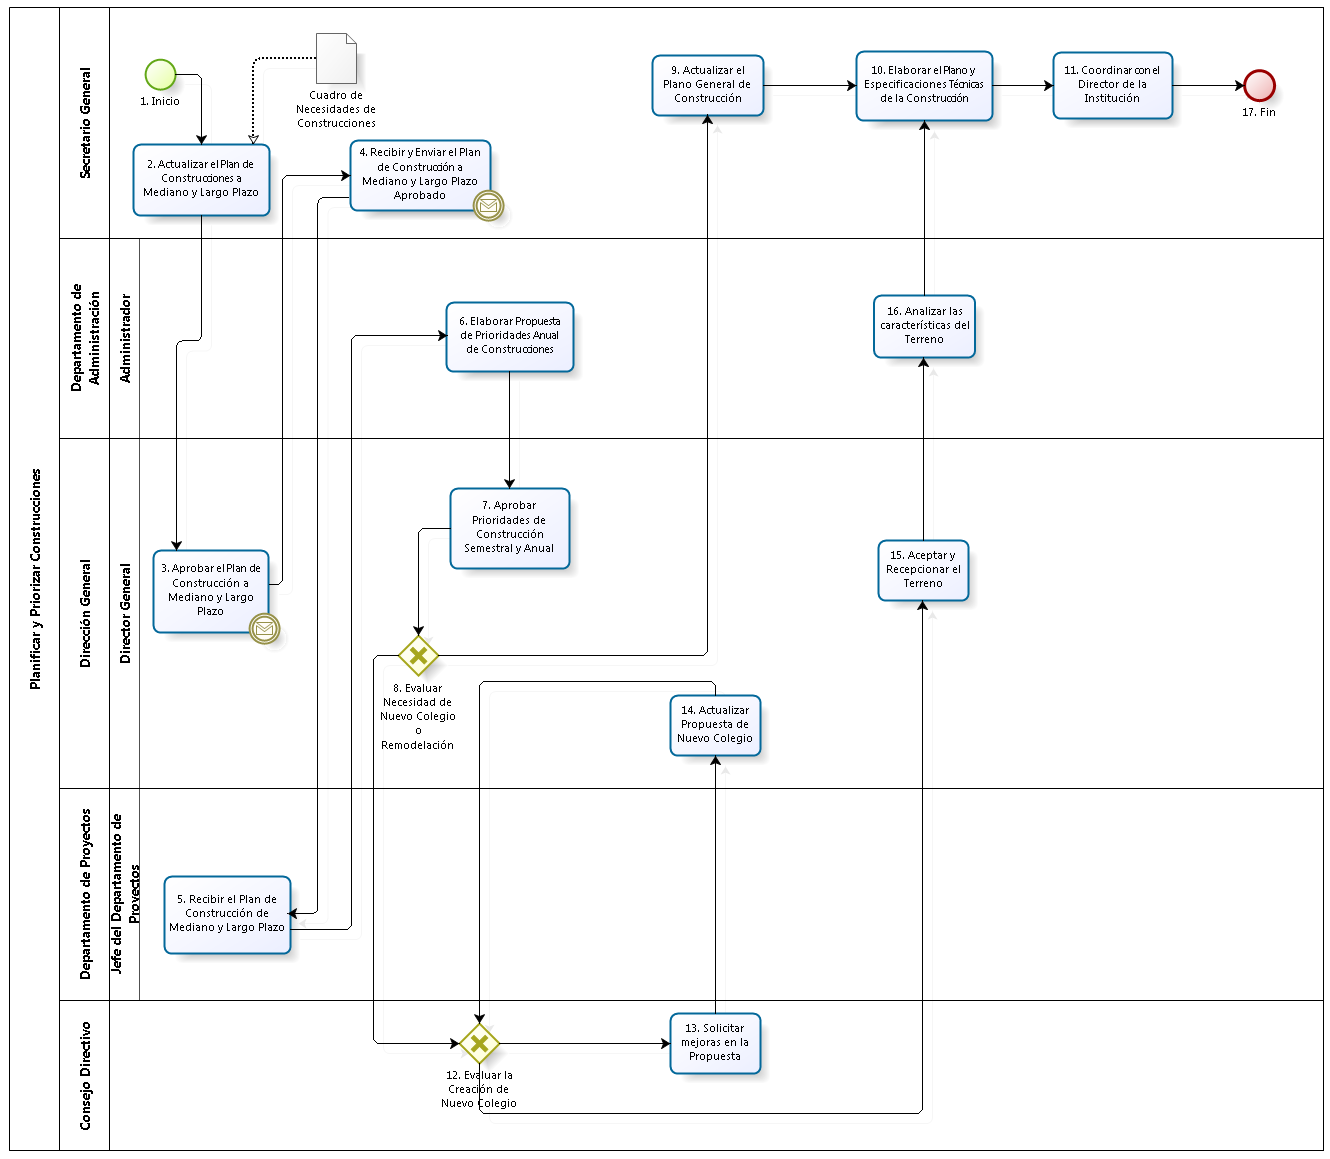 Planificar y Priorizar Construcciones
Secretario General
1. Inicio
Cuadro de
Necesidades de
Construcciones
2. Actualizar el Plan de
Construcciones a
Mediano y Largo Plazo
4. Recibir y Enviar el Plan
de Construcción a
Mediano y Largo Plazo
Aprobado
9. Actualizar el
Plano General de
Construcción
10. Elaborar el Plano y
Especificaciones Técnicas
de la Construcción
11. Coordinar con el
Director de la
Institución
17. Fin
Departamento de
Administración
Administrador
6. Elaborar Propuesta
de Prioridades Anual
de Construcciones
16. Analizar las
características del
Terreno
Dirección General
Director General
3. Aprobar el Plan de
Construcción a
Mediano y Largo
Plazo
7. Aprobar
Prioridades de
Construcción
Semestral y Anual
8. Evaluar
Necesidad de
Nuevo Colegio
o
Remodelación
14. Actualizar
Propuesta de
Nuevo Colegio
15. Aceptar y
Recepcionar el
Terreno
Departamento de Proyectos
Jefe del Departamento de
Proyectos
5. Recibir el Plan de
Construcción de
Mediano y Largo Plazo
Consejo Directivo
12. Evaluar la
Creación de
Nuevo Colegio
13. Solicitar
mejoras en la
Propuesta